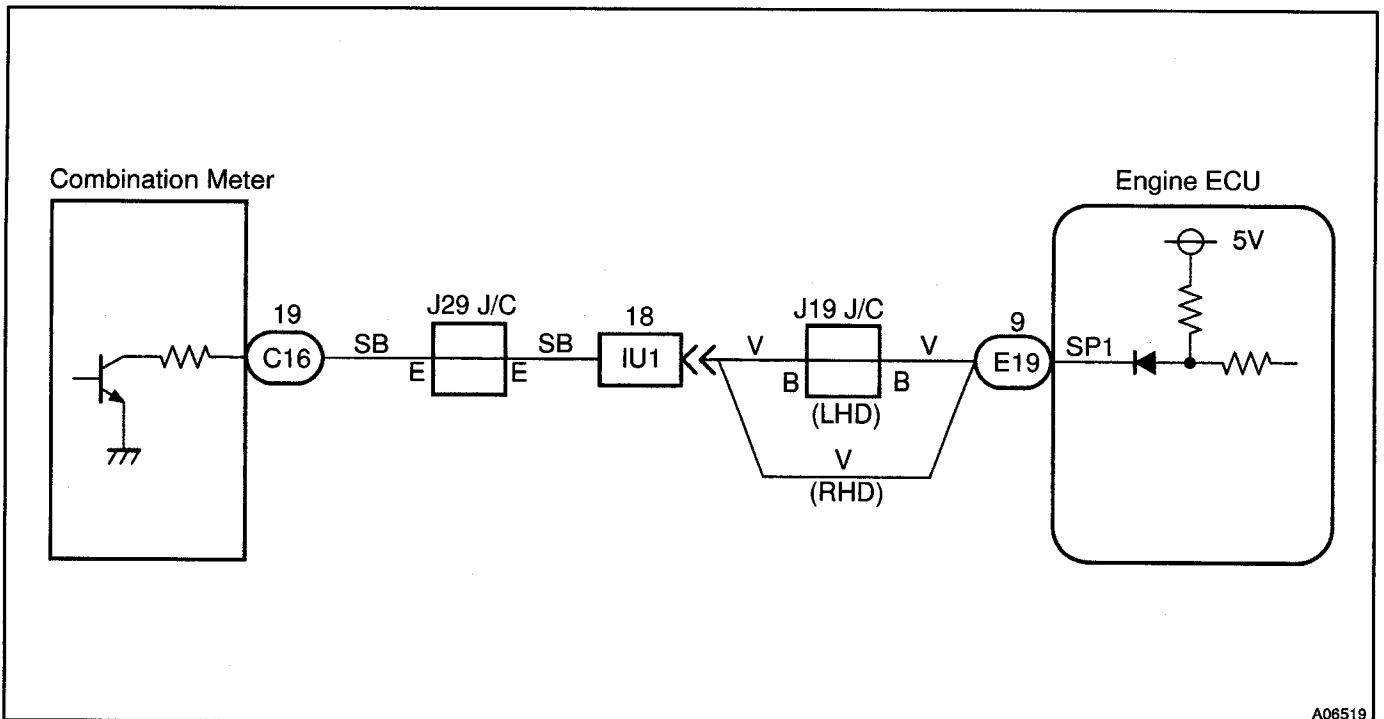 Combination Meter
Engine ECU
5V
19
C16
SB
J29 J/C
E
E
SB
18
IU1
V
J19 J/C
B
B
(LHD)
V
V
(RHD)
9
E19
SP1
A06519